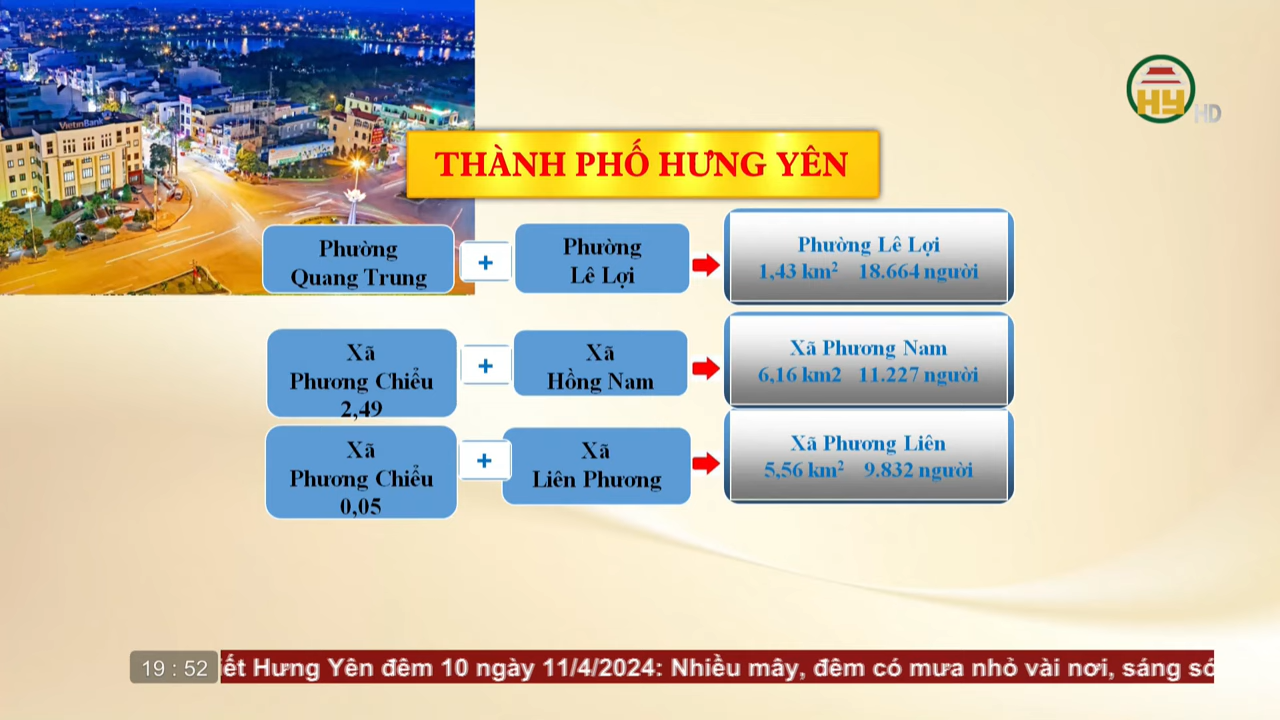 VietinBank
HY HD
THÀNH PHỐ HƯNG YÊN
Phường
Quang Trung
+
Phường
Lê Lợi
Phường Lê Lợi
1,43 km² 18.664 người
Xã
Phương Chiểu
2,49
+
Xã
Hồng Nam
Xã Phương Nam
6,16 km2 11.227 người
Xã
Phương Chiểu
0,05
+
Xã
Liên Phương
Xã Phương Liên
5,56 km² 9.832 người
19 : 52
iết Hưng Yên đêm 10 ngày 11/4/2024: Nhiều mây, đêm có mưa nhỏ vài nơi, sáng só